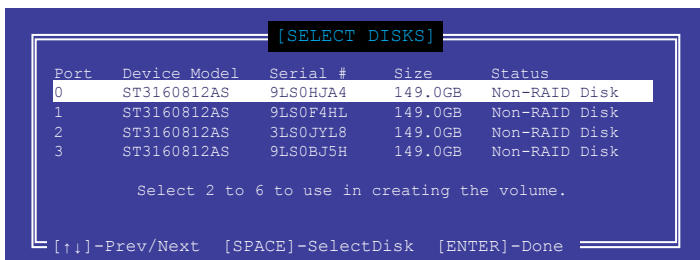 [SELECT DISKS]
Port Device Model Serial # Size Status
0 ST3160812AS 9LS0HJA4 149.0GB Non-RAID Disk
1 ST3160812AS 9LS0F4HL 149.0GB Non-RAID Disk
2 ST3160812AS 3LS0JYL8 149.0GB Non-RAID Disk
3 ST3160812AS 9LS0BJ5H 149.0GB Non-RAID Disk
Select 2 to 6 to use in creating the volume.
[↑↓]-Prev/Next [SPACE]-SelectDisk [ENTER]-Done